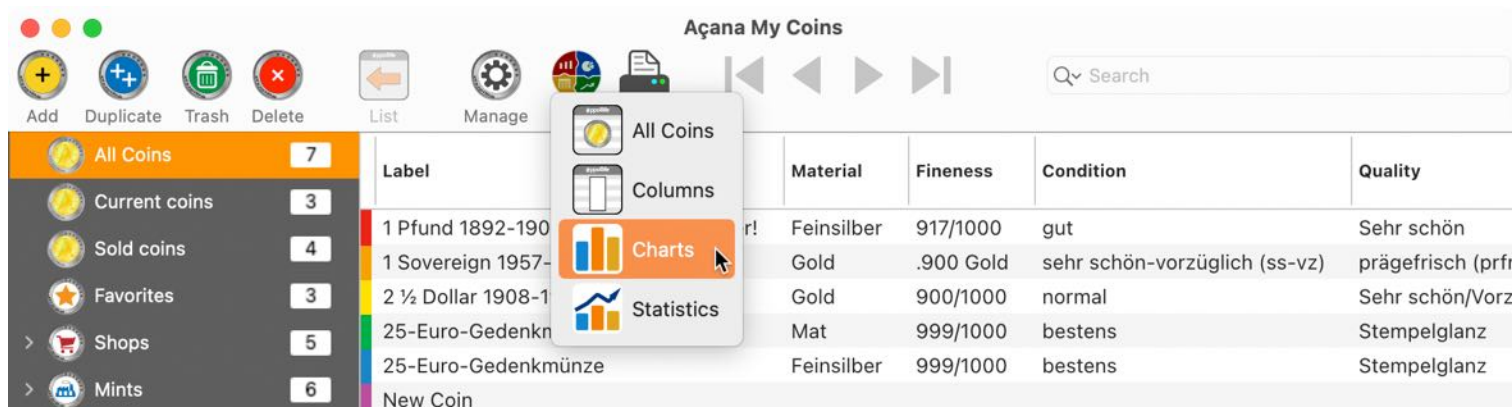 Açana My Coins
Add Duplicate Trash Delete List Manage
Search
All Coins
Columns
Charts
Statistics
All Coins 7
Current coins 3
Sold coins 4
Favorites 3
Shops 5
Mints 6
Label Material Fineness Condition Quality
1 Pfund 1892-190 r! Feinsilber 917/1000 gut Sehr schön
1 Sovereign 1957- Gold .900 Gold sehr schön-vorzüglich (ss-vz) prägefrisch (prfr
2 ½ Dollar 1908-1 Gold 900/1000 normal Sehr schön/Vorz
25-Euro-Gedenkm Mat 999/1000 bestens Stempelglanz
25-Euro-Gedenkmünze Feinsilber 999/1000 bestens Stempelglanz
New Coin